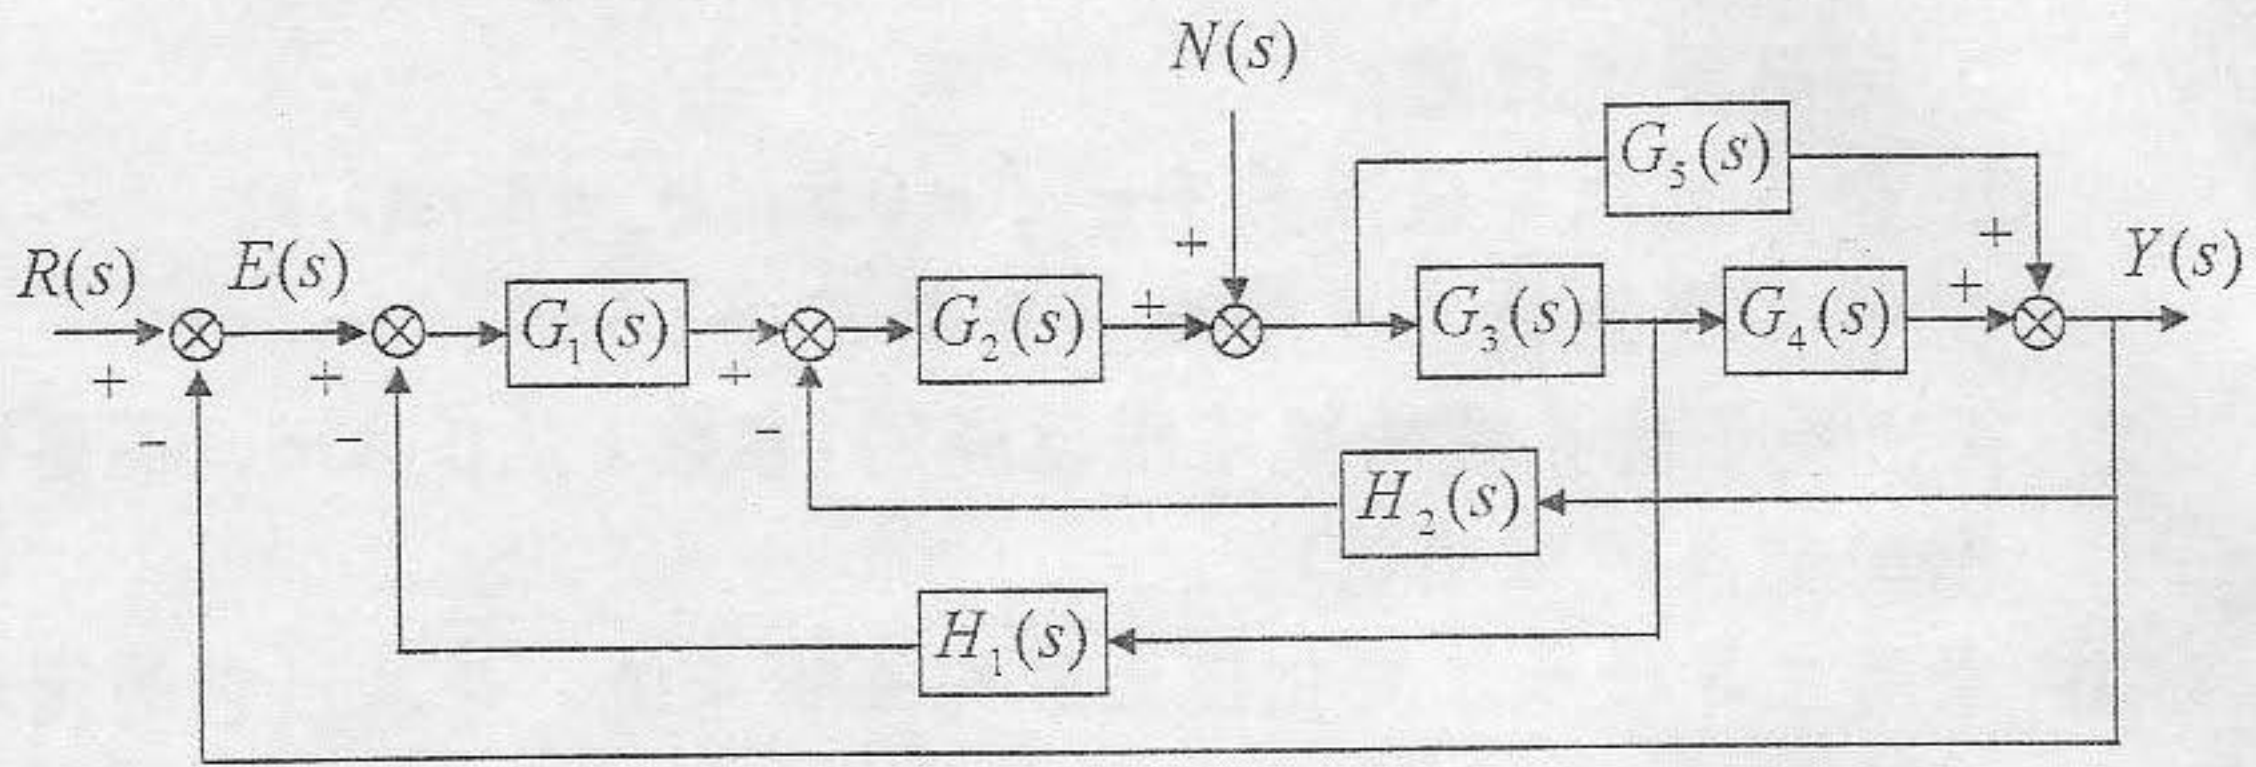 N(s)
G₅(s)
+
+
R(s)
E(s)
G₁(s)
G₂(s)
+
G₃(s)
G₄(s)
+
Y(s)
+
+
+
−
−
−
H₂(s)
H₁(s)